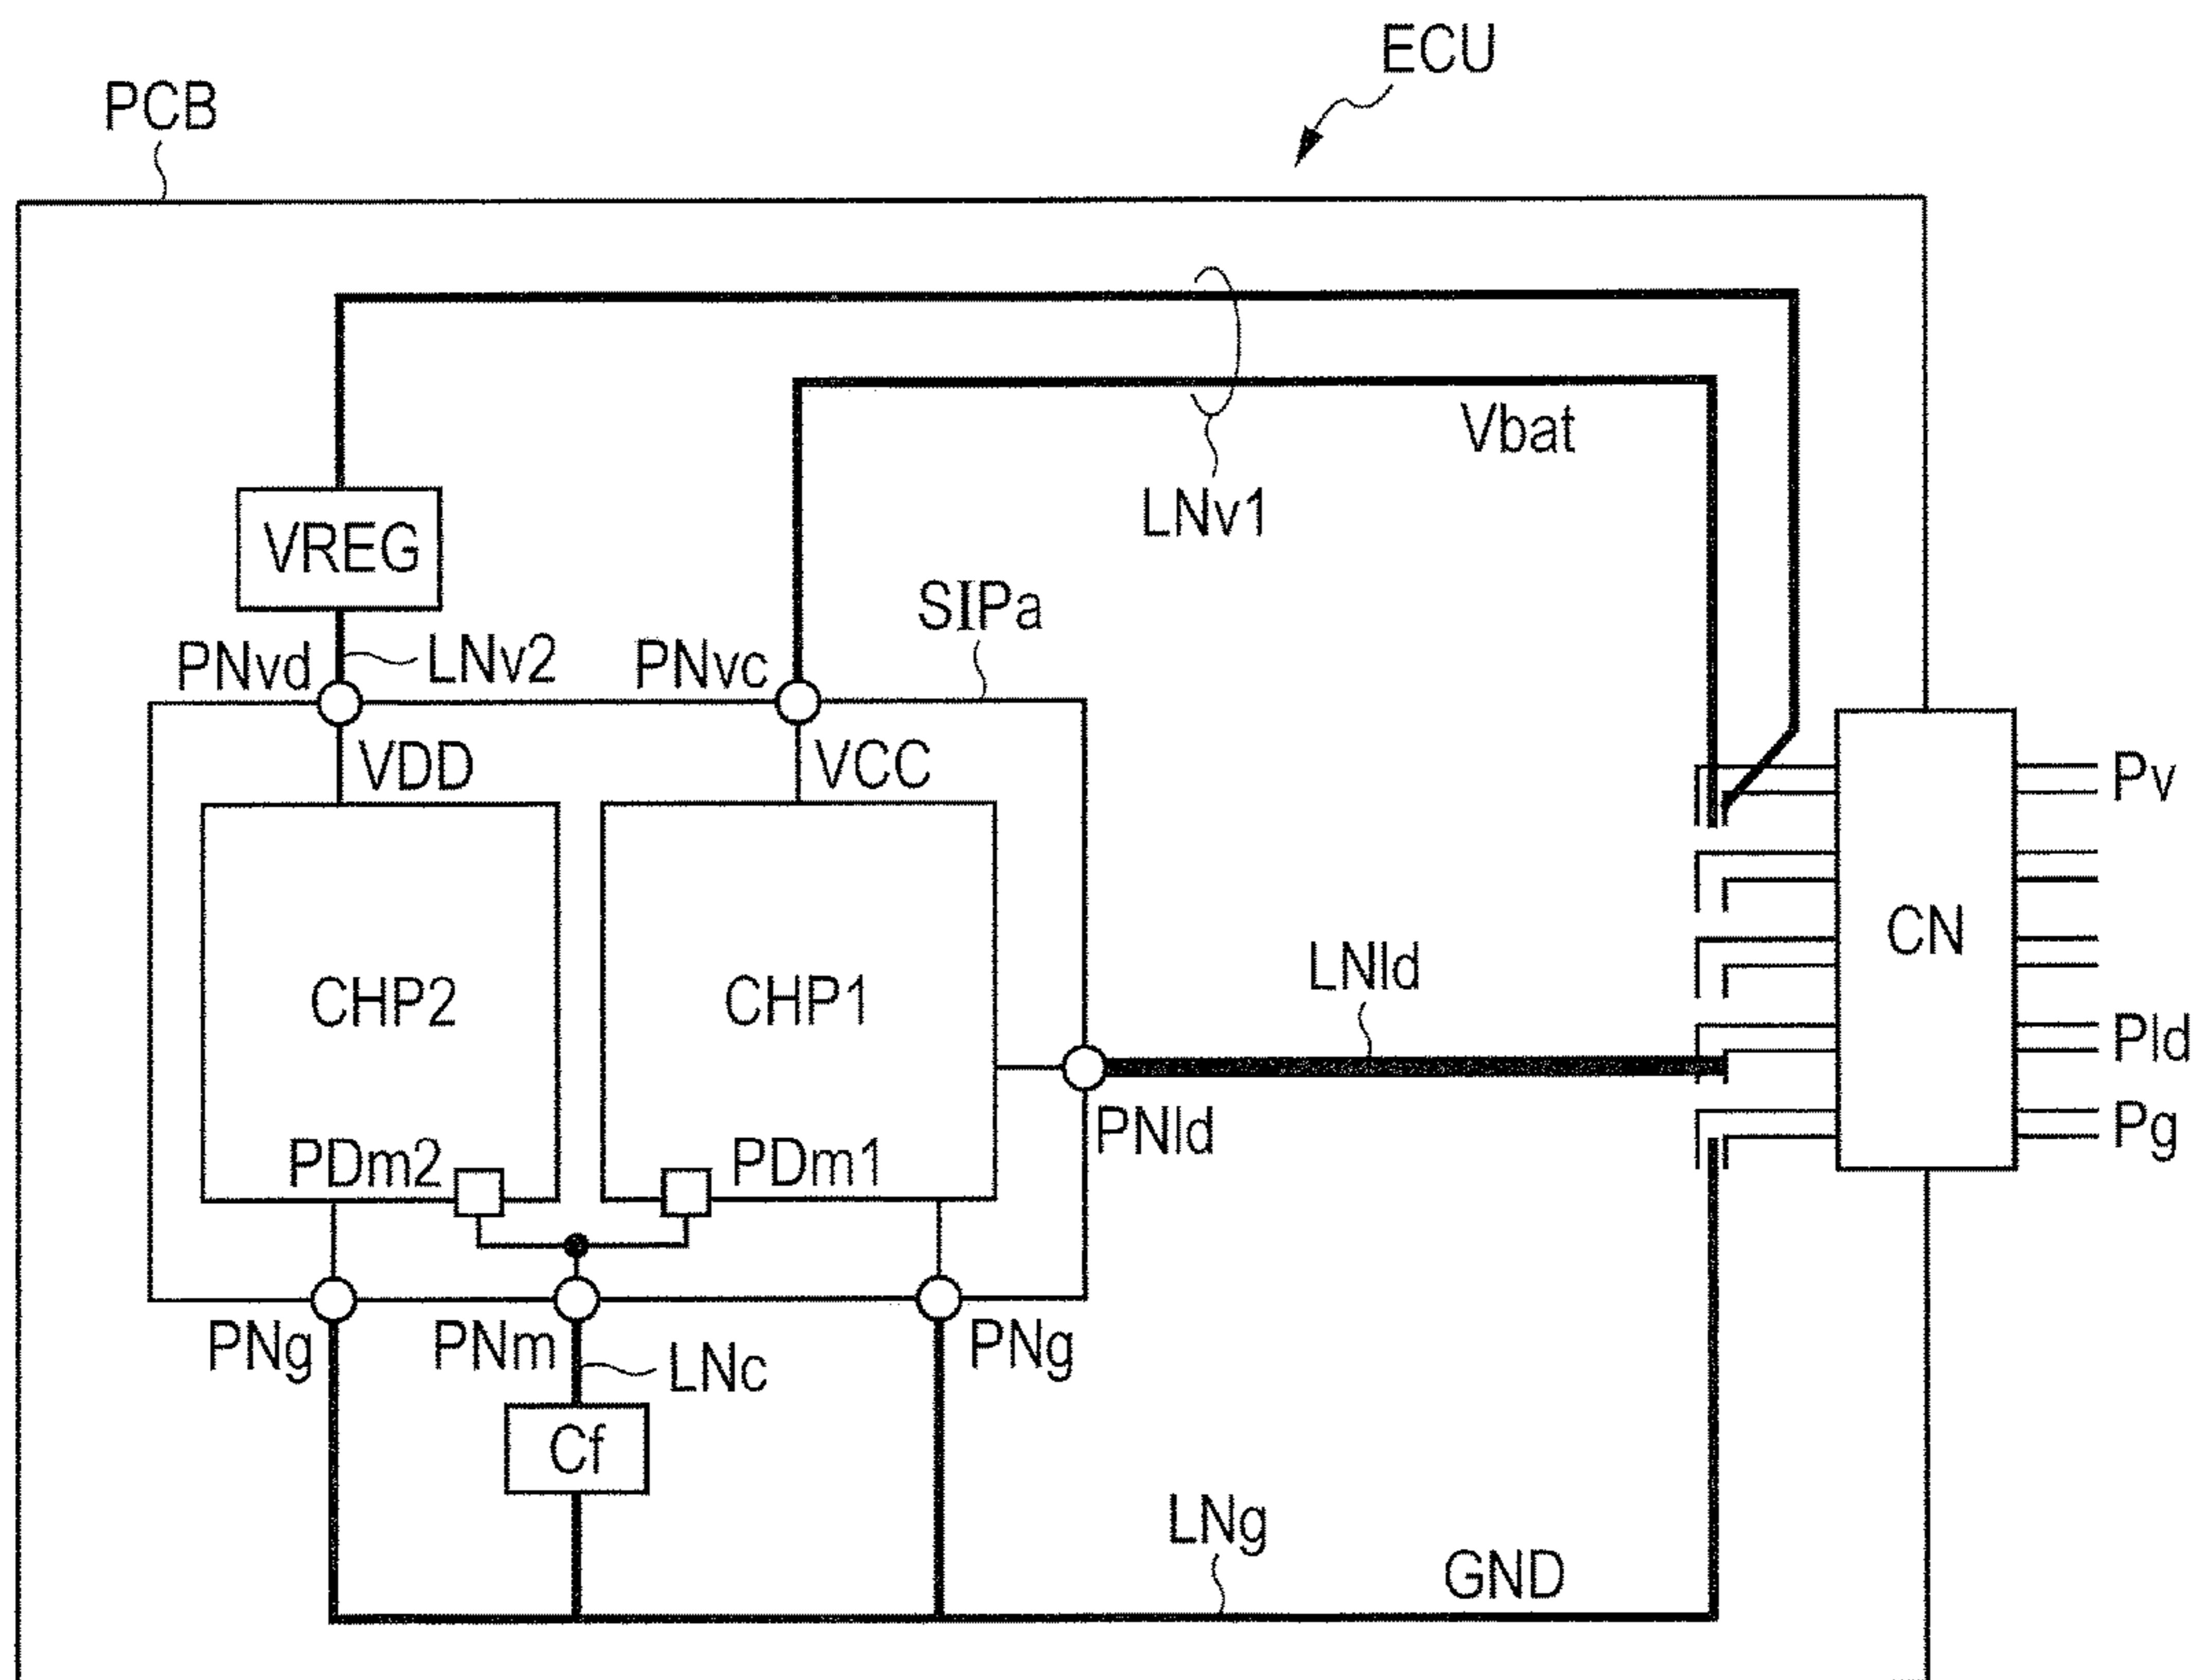 ECU
PCB
Vbat
LNv1
VREG
SIPa
PNvd
LNv2
PNvc
VDD
VCC
Pv
CN
LNld
CHP2
CHP1
Pld
PNld
Pg
PDm2
PDm1
PNg
PNm
LNc
PNg
Cf
LNg
GND